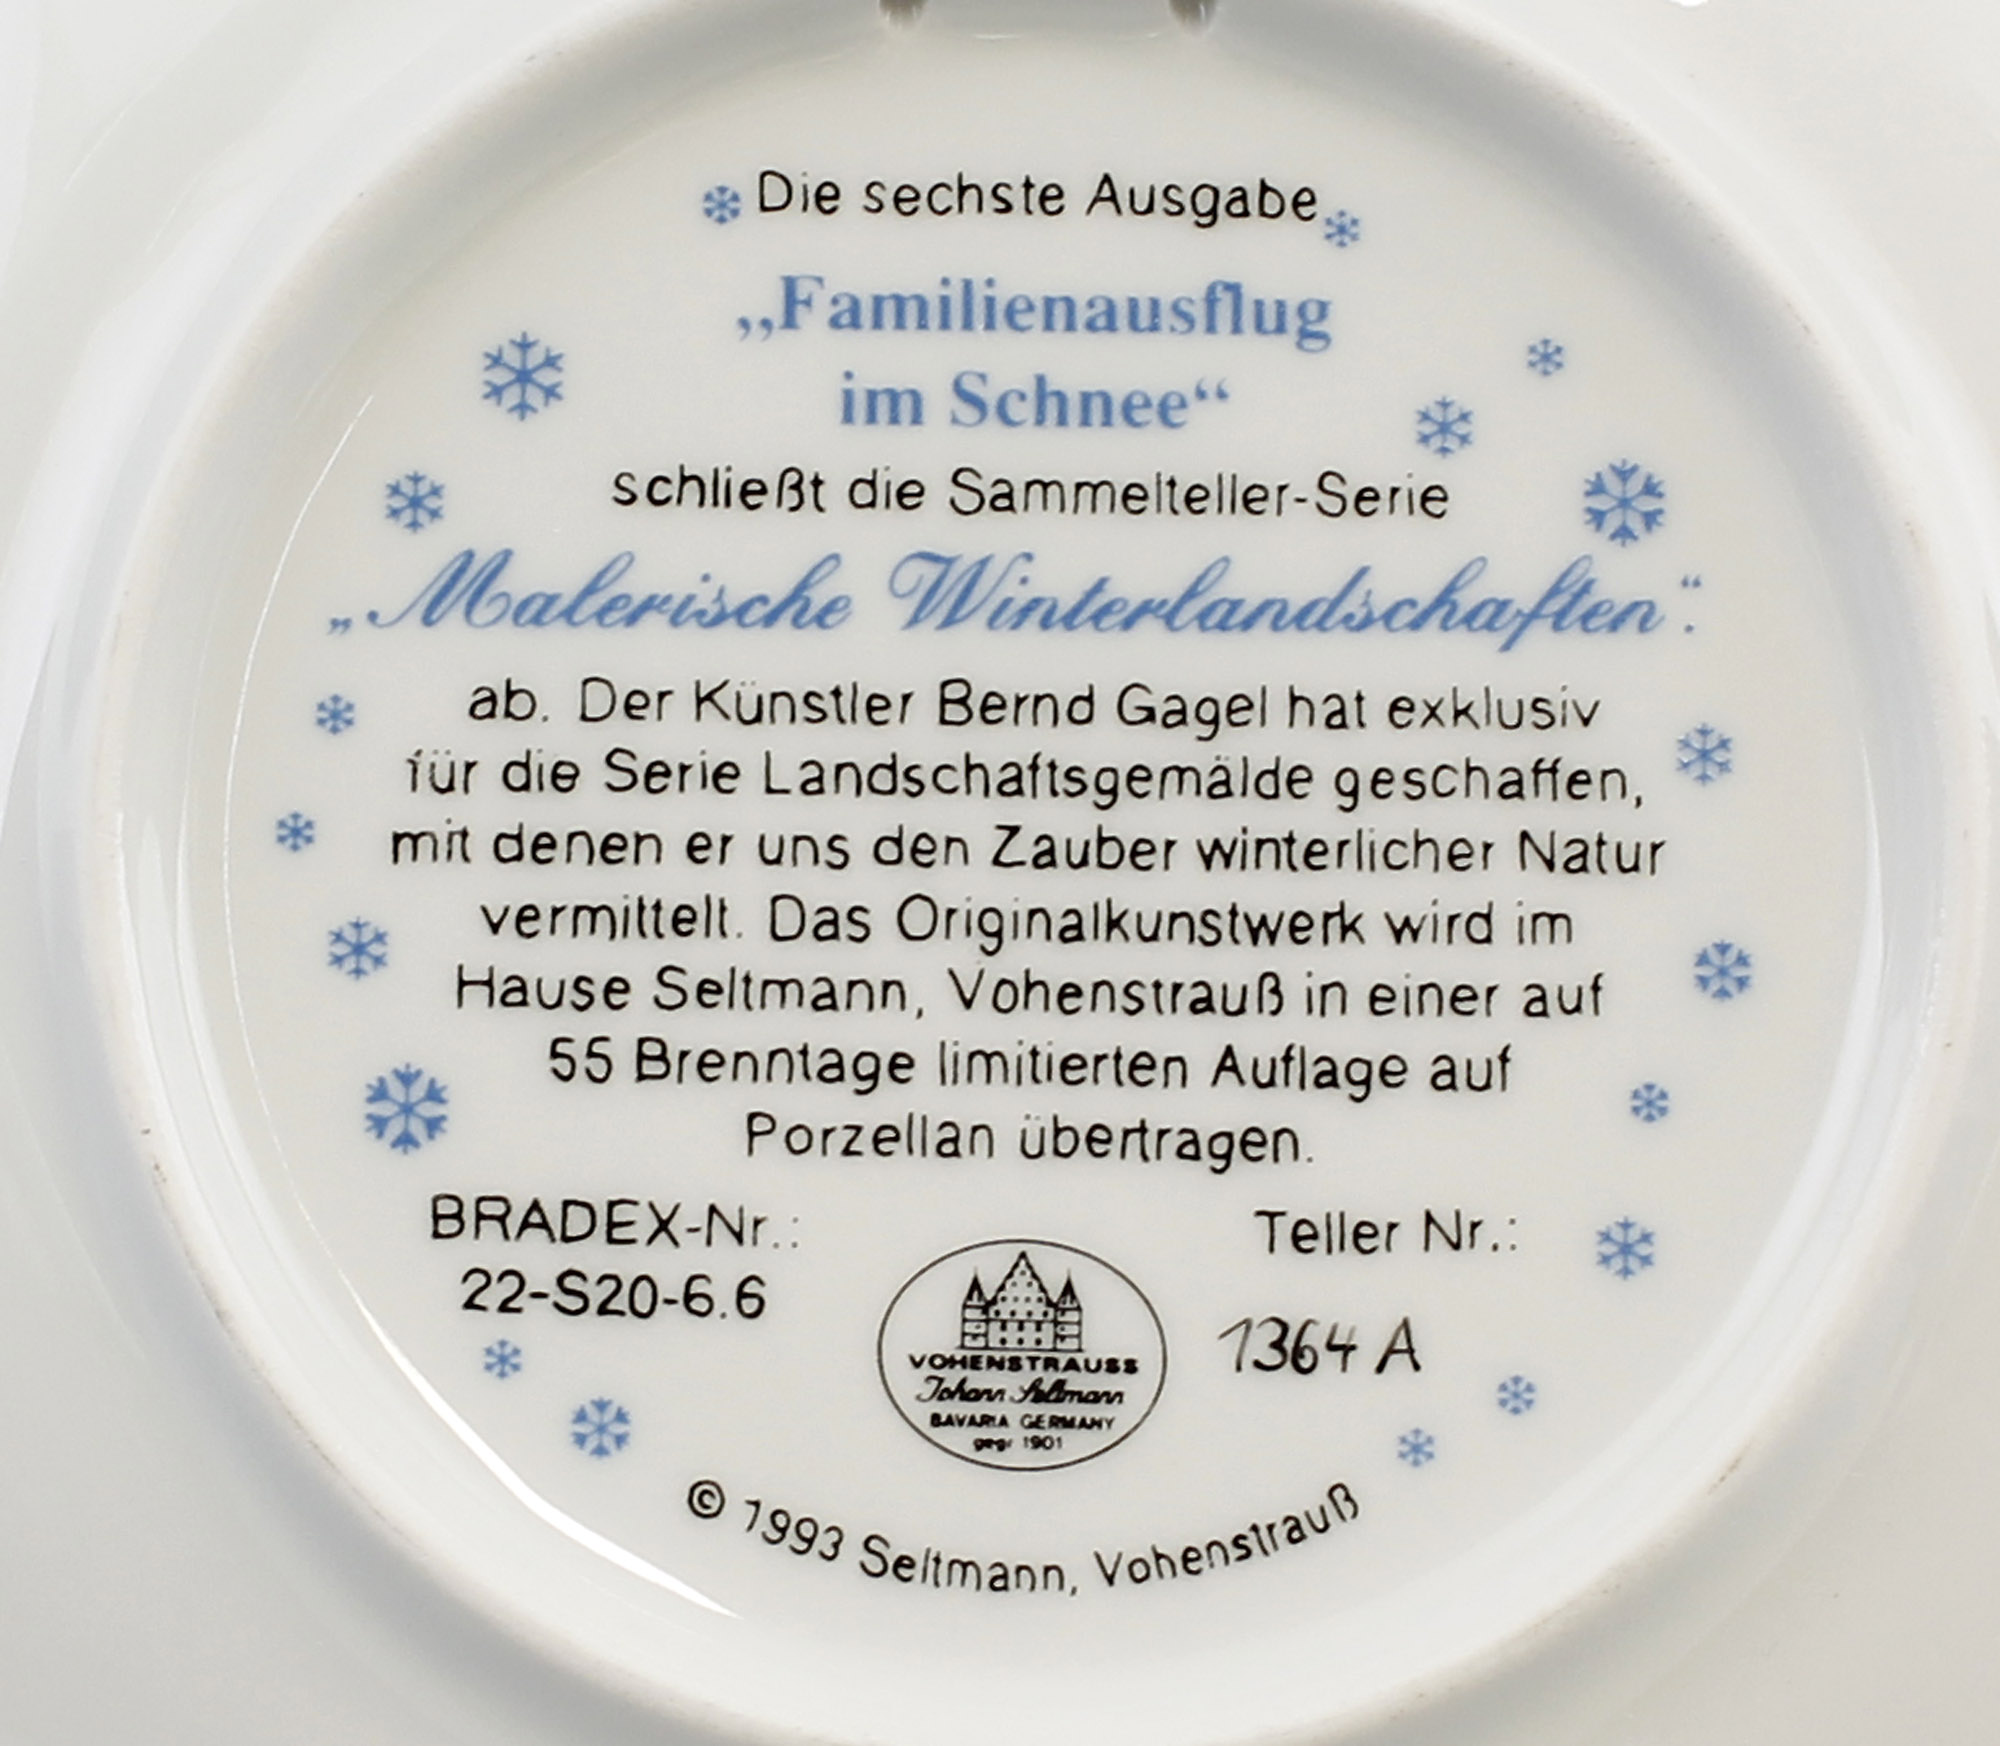 Die sechste Ausgabe
„Familienausflug
im Schnee“
schließt die Sammelteller-Serie
„Malerische Winterlandschaften“.
ab. Der Künstler Bernd Gagel hat exklusiv
für die Serie Landschaftsgemälde geschaffen,
mit denen er uns den Zauber winterlicher Natur
vermittelt. Das Originalkunstwerk wird im
Hause Seltmann, Vohenstrauß in einer auf
55 Brenntage limitierten Auflage auf
Porzellan übertragen.
BRADEX-Nr.:
22-S20-6.6
Teller Nr.:
1364 A
VOHENSTRAUSS
Johann Seltmann
BAVARIA GERMANY
gegr 1901
© 1993 Seltmann, Vohenstrauß